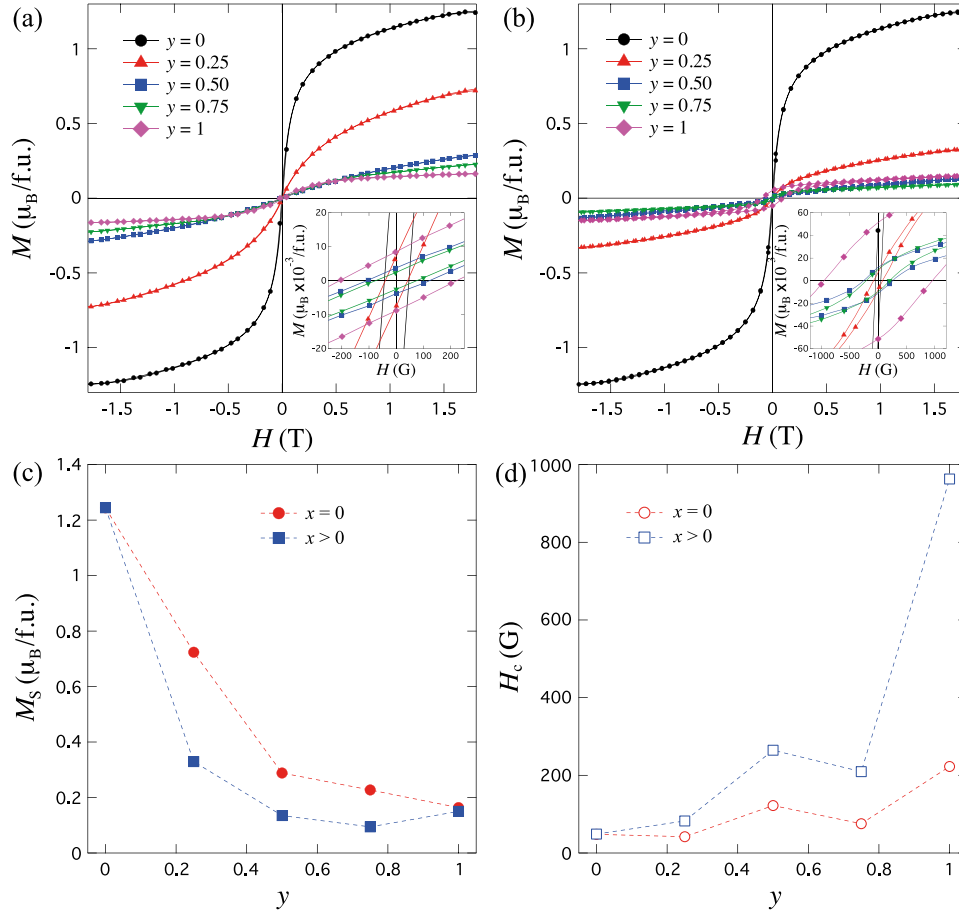 (a)
y = 0
y = 0.25
y = 0.50
y = 0.75
y = 1
M (μB/f.u.)
1
0.5
0
-0.5
-1
-1.5 -1 -0.5 0 0.5 1 1.5
H (T)
M (μB x10-3/f.u.)
20
10
0
-10
-20
-200 -100 0 100 200
H (G)
(b)
y = 0
y = 0.25
y = 0.50
y = 0.75
y = 1
M (μB/f.u.)
1
0.5
0
-0.5
-1
-1.5 -1 -0.5 0 0.5 1 1.5
H (T)
M (μB x10-3/f.u.)
60
40
20
0
-20
-40
-60
-1000 -500 0 500 1000
H (G)
(c)
x = 0
x > 0
MS (μB/f.u.)
1.4
1.2
1
0.8
0.6
0.4
0.2
0
0 0.2 0.4 0.6 0.8 1
y
(d)
x = 0
x > 0
Hc (G)
1000
800
600
400
200
0
0 0.2 0.4 0.6 0.8 1
y